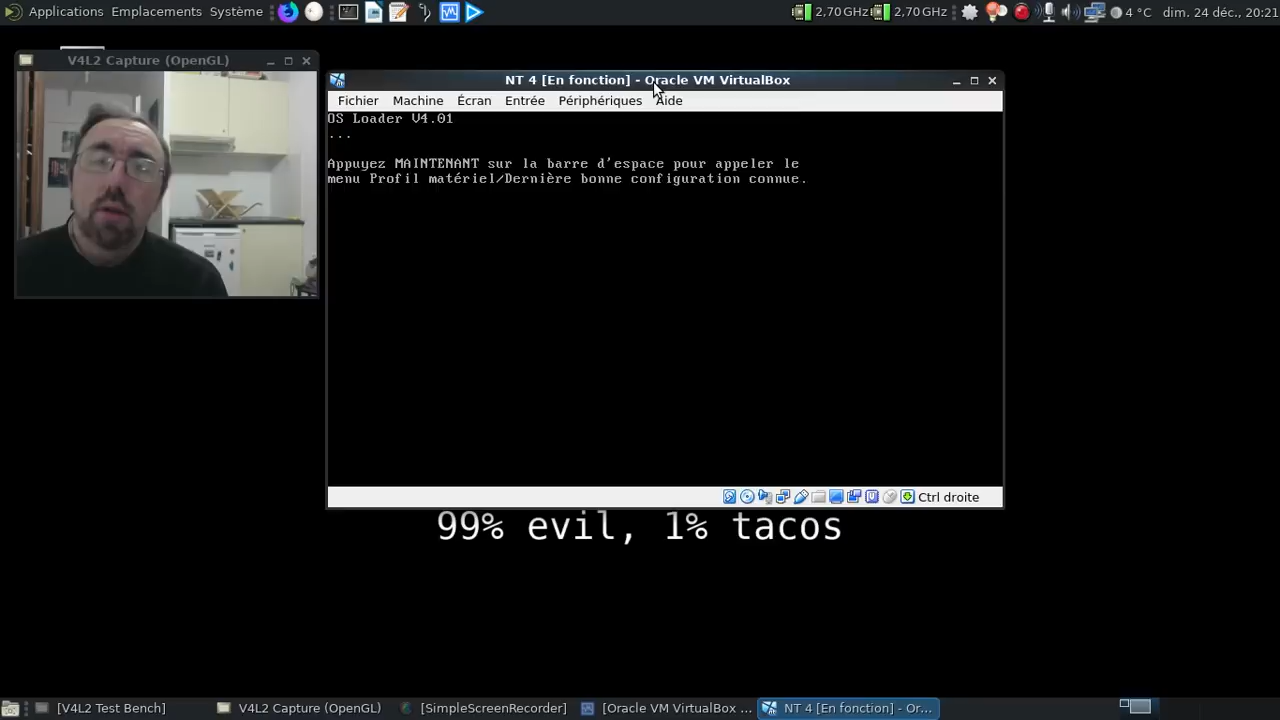 Applications Emplacements Système
2,70 GHz 2,70 GHz 4 °C dim. 24 déc., 20:21
V4L2 Capture (OpenGL)
NT 4 [En fonction] - Oracle VM VirtualBox
Fichier Machine Écran Entrée Périphériques Aide
OS Loader V4.01
...
Appuyez MAINTENANT sur la barre d'espace pour appeler le
menu Profil matériel/Dernière bonne configuration connue.
Ctrl droite
99% evil, 1% tacos
[V4L2 Test Bench] V4L2 Capture (OpenGL) [SimpleScreenRecorder] [Oracle VM VirtualBox ... NT 4 [En fonction] - Or...